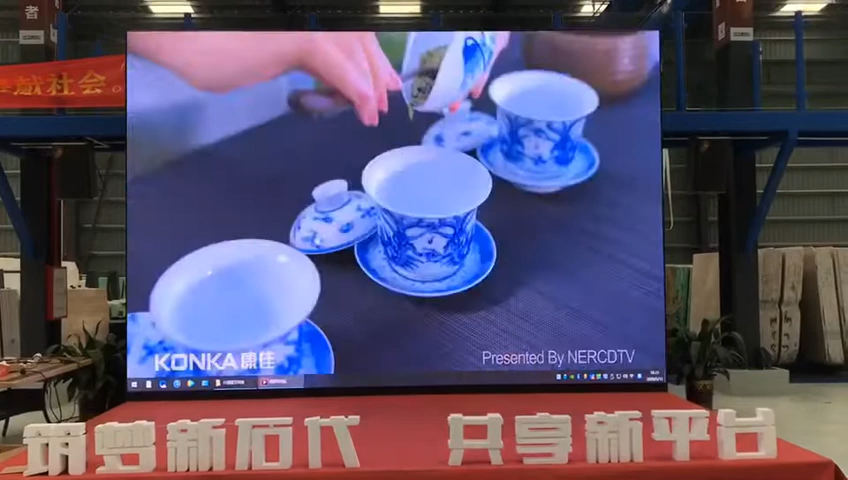 者
献社会。
KONKA康佳
Presented By NERCDTV
筑梦新石代 共享新平台